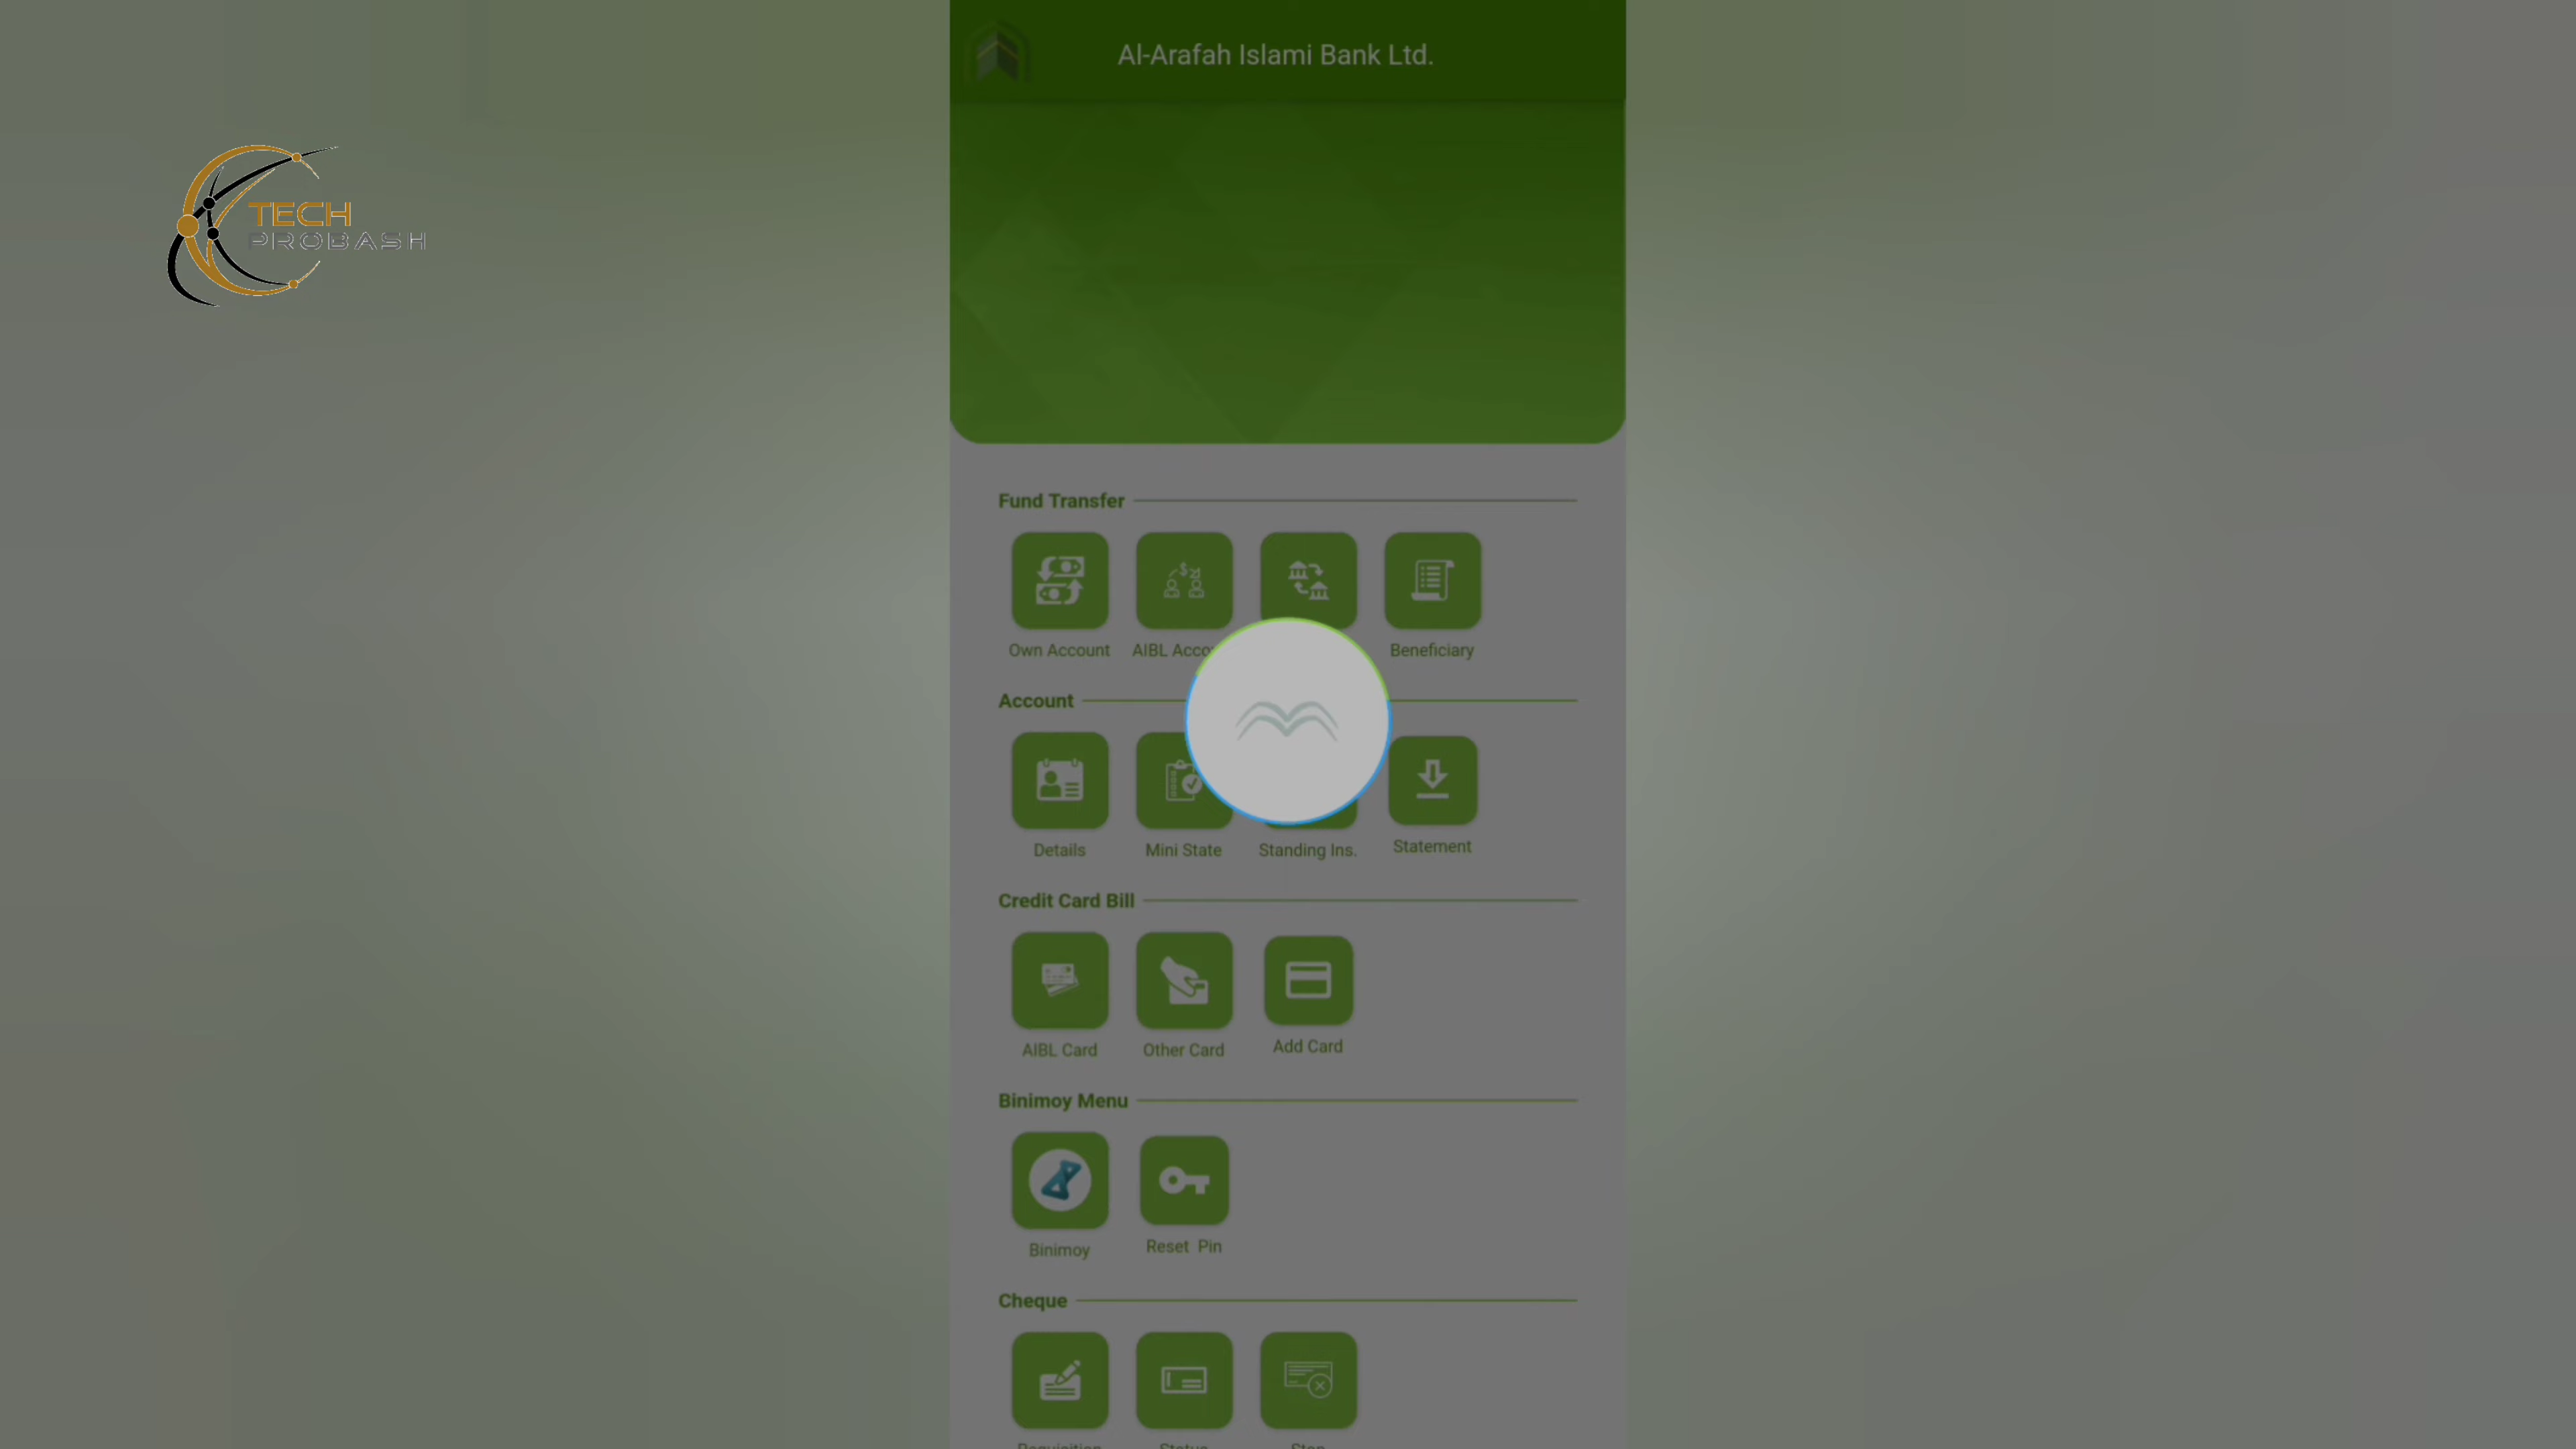 Al-Arafah Islami Bank Ltd.
TECH
PROBASH
Fund Transfer
Own Account
Beneficiary
AIBL
Account
Details
Mini State
Standing Ins.
Statement
Credit Card Bill
AIBL Card
Other Card
Add Card
Binimoy Menu
Binimoy
Reset Pin
Cheque